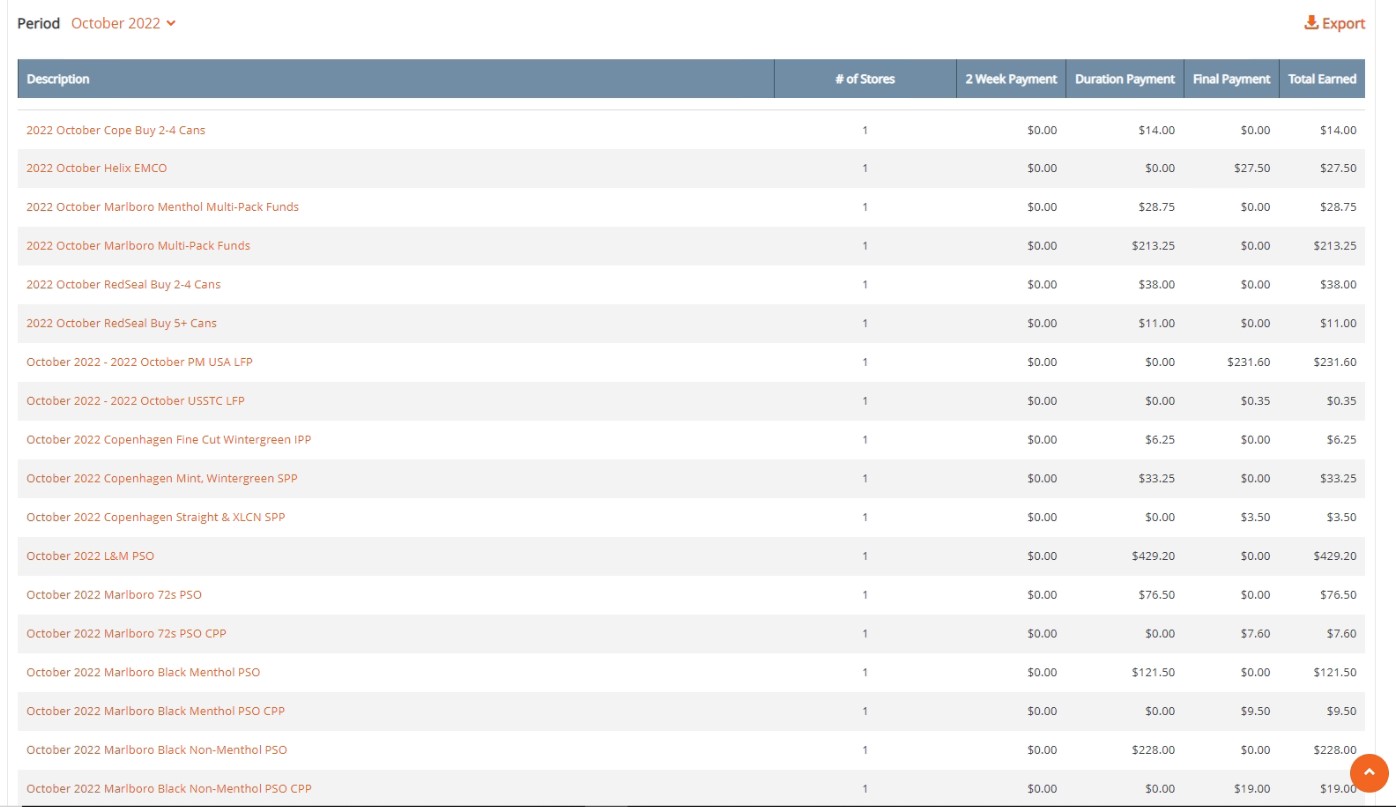 Period October 2022 Export
Description # of Stores 2 Week Payment Duration Payment Final Payment Total Earned
2022 October Cope Buy 2-4 Cans 1 $0.00 $14.00 $0.00 $14.00
2022 October Helix EMCO 1 $0.00 $0.00 $27.50 $27.50
2022 October Marlboro Menthol Multi-Pack Funds 1 $0.00 $28.75 $0.00 $28.75
2022 October Marlboro Multi-Pack Funds 1 $0.00 $213.25 $0.00 $213.25
2022 October RedSeal Buy 2-4 Cans 1 $0.00 $38.00 $0.00 $38.00
2022 October RedSeal Buy 5+ Cans 1 $0.00 $11.00 $0.00 $11.00
October 2022 - 2022 October PM USA LFP 1 $0.00 $0.00 $231.60 $231.60
October 2022 - 2022 October USSTC LFP 1 $0.00 $0.00 $0.35 $0.35
October 2022 Copenhagen Fine Cut Wintergreen IPP 1 $0.00 $6.25 $0.00 $6.25
October 2022 Copenhagen Mint, Wintergreen SPP 1 $0.00 $33.25 $0.00 $33.25
October 2022 Copenhagen Straight & XLCN SPP 1 $0.00 $0.00 $3.50 $3.50
October 2022 L&M PSO 1 $0.00 $429.20 $0.00 $429.20
October 2022 Marlboro 72s PSO 1 $0.00 $76.50 $0.00 $76.50
October 2022 Marlboro 72s PSO CPP 1 $0.00 $0.00 $7.60 $7.60
October 2022 Marlboro Black Menthol PSO 1 $0.00 $121.50 $0.00 $121.50
October 2022 Marlboro Black Menthol PSO CPP 1 $0.00 $0.00 $9.50 $9.50
October 2022 Marlboro Black Non-Menthol PSO 1 $0.00 $228.00 $0.00 $228.00
October 2022 Marlboro Black Non-Menthol PSO CPP 1 $0.00 $0.00 $19.00 $19.00